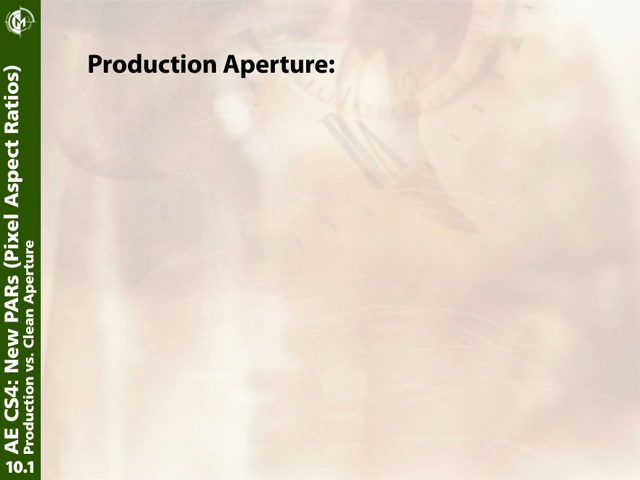 Production Aperture:
AE CS4: New PARs (Pixel Aspect Ratios)
Production vs. Clean Aperture
10.1